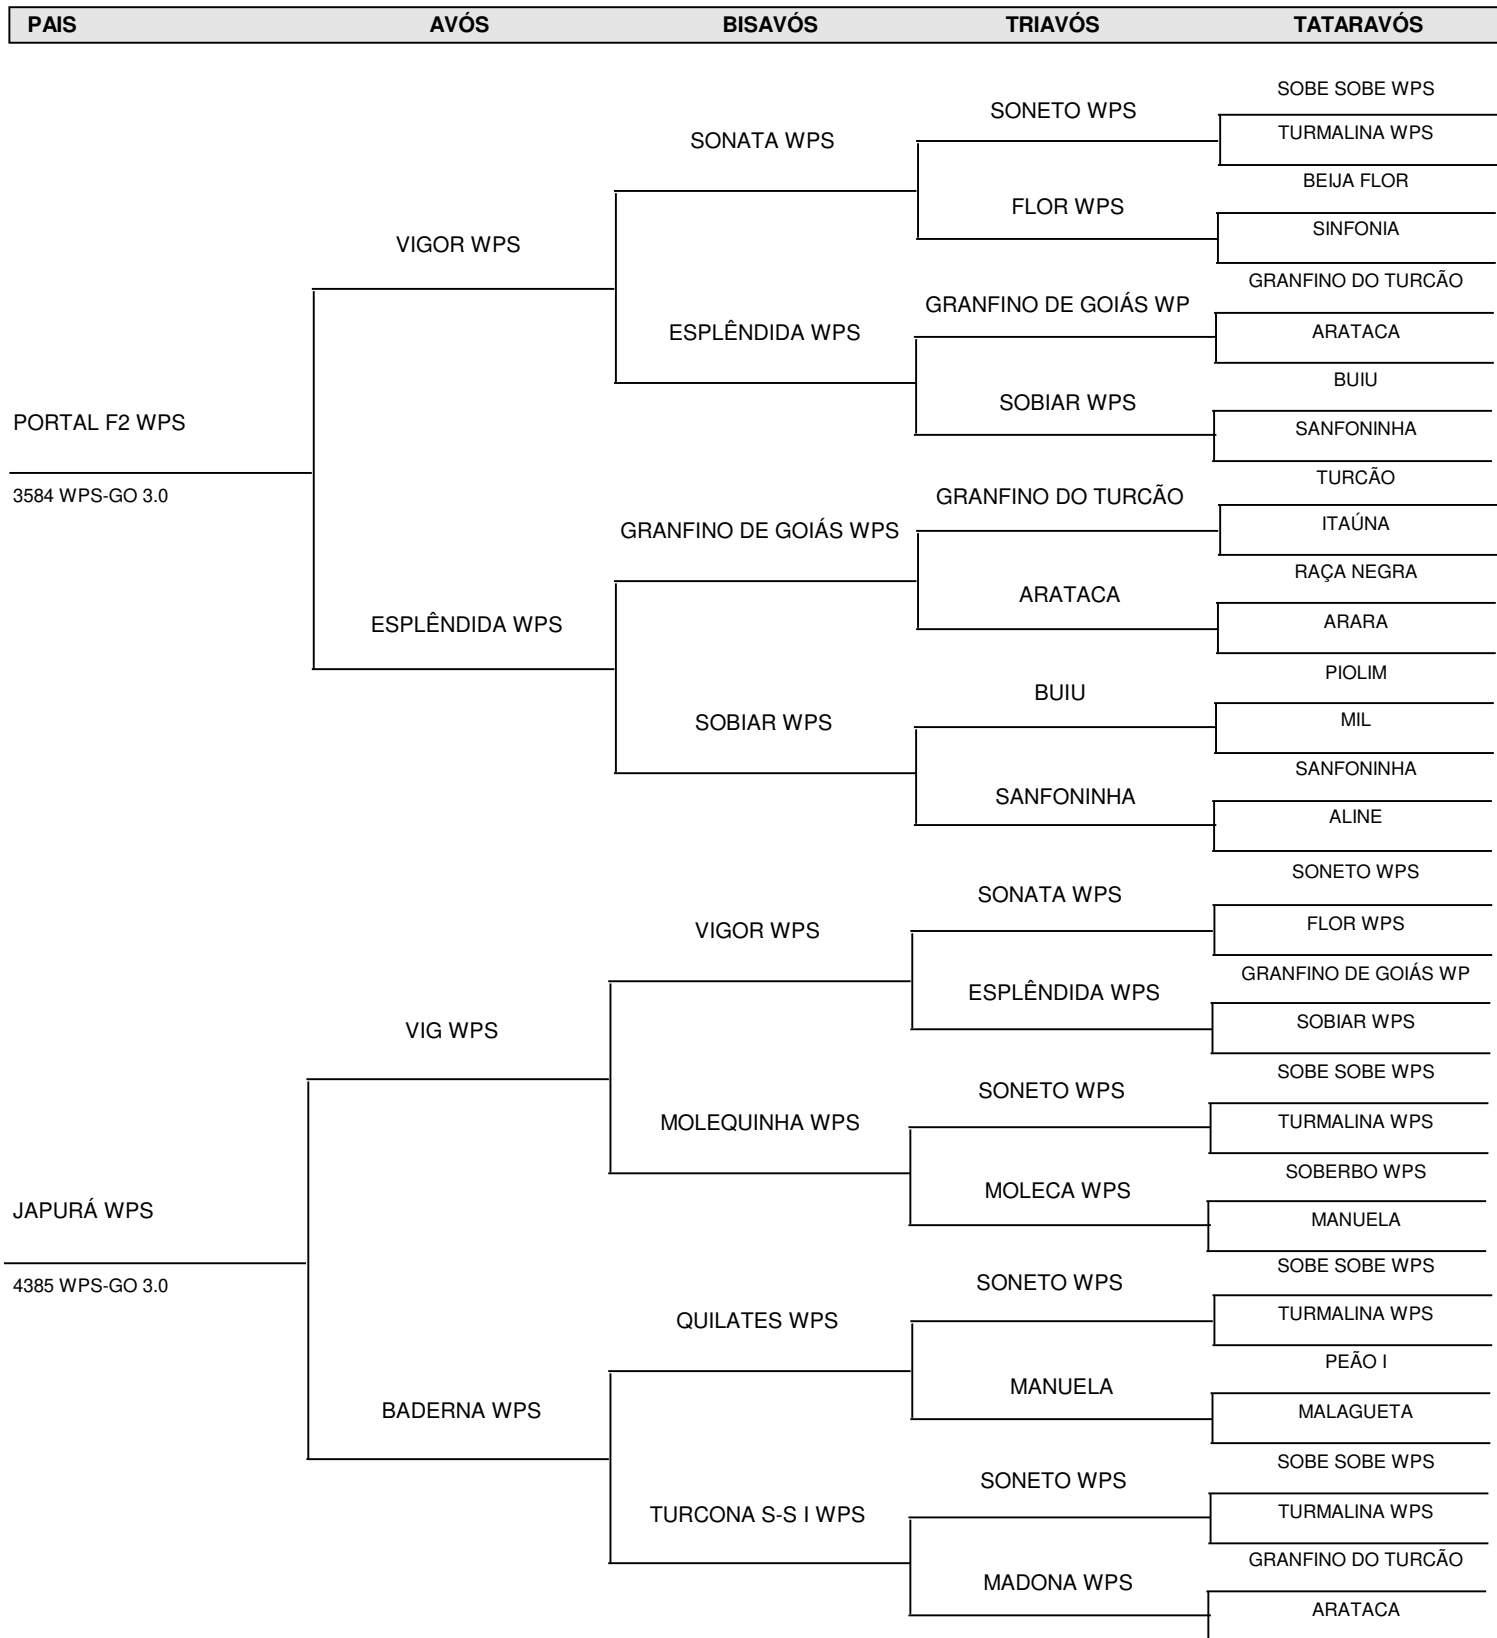 PAIS AVÓS BISAVÓS TRIAVÓS TATARAVÓS
SOBE SOBE WPS
SONETO WPS
TURMALINA WPS
SONATA WPS
BEIJA FLOR
FLOR WPS
SINFONIA
VIGOR WPS
GRANFINO DO TURCÃO
GRANFINO DE GOIÁS WP
ARATACA
ESPLÊNDIDA WPS
BUIU
SOBIAR WPS
SANFONINHA
PORTAL F2 WPS
3584 WPS-GO 3.0
TURCÃO
GRANFINO DO TURCÃO
ITAÚNA
GRANFINO DE GOIÁS WPS
RAÇA NEGRA
ARATACA
ARARA
ESPLÊNDIDA WPS
PIOLIM
BUIU
MIL
SOBIAR WPS
SANFONINHA
SANFONINHA
ALINE
SONETO WPS
SONATA WPS
FLOR WPS
VIGOR WPS
GRANFINO DE GOIÁS WP
ESPLÊNDIDA WPS
SOBIAR WPS
VIG WPS
SOBE SOBE WPS
SONETO WPS
TURMALINA WPS
MOLEQUINHA WPS
SOBERBO WPS
MOLECA WPS
MANUELA
JAPURÁ WPS
4385 WPS-GO 3.0
SOBE SOBE WPS
SONETO WPS
TURMALINA WPS
QUILATES WPS
PEÃO I
MANUELA
MALAGUETA
BADERNA WPS
SOBE SOBE WPS
SONETO WPS
TURMALINA WPS
TURCONA S-S I WPS
GRANFINO DO TURCÃO
MADONA WPS
ARATACA